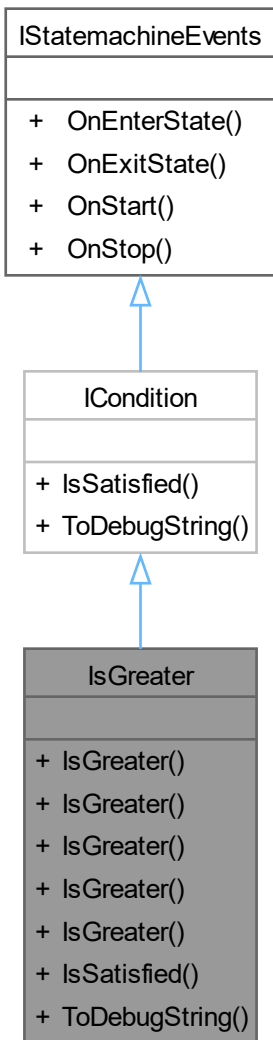 IStatemachineEvents
+ OnEnterState()
+ OnExitState()
+ OnStart()
+ OnStop()
ICondition
+ IsSatisfied()
+ ToDebugString()
IsGreater
+ IsGreater()
+ IsGreater()
+ IsGreater()
+ IsGreater()
+ IsGreater()
+ IsSatisfied()
+ ToDebugString()